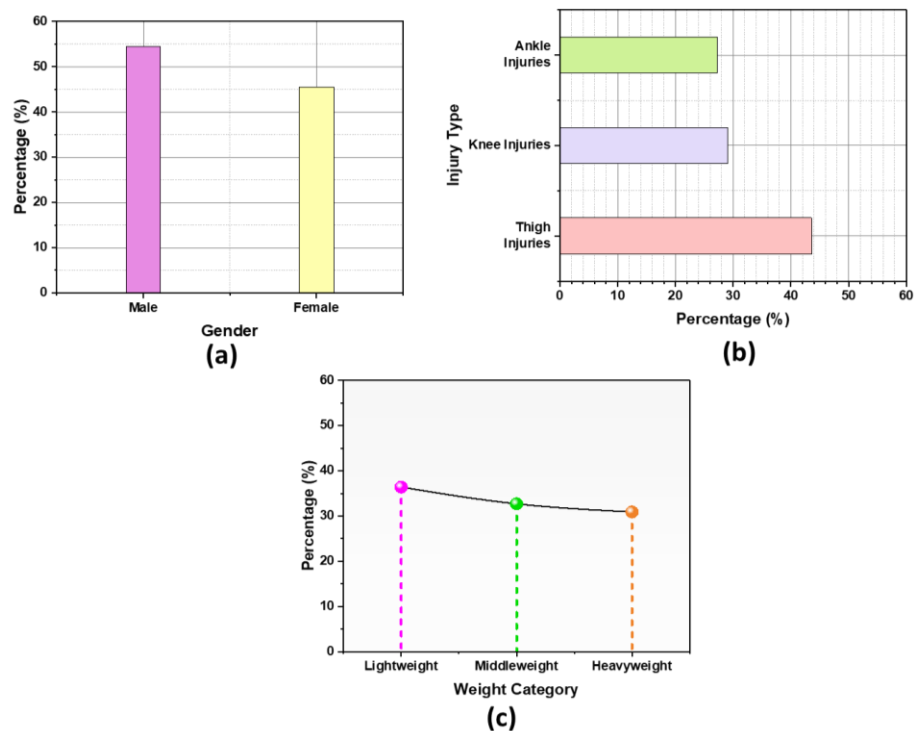 60
50
40
30
20
10
0
Percentage (%)
Male
Female
Gender
(a)
Ankle
Injuries
Knee Injuries
Thigh
Injuries
Injury Type
0 10 20 30 40 50 60
Percentage (%)
(b)
60
50
40
30
20
10
0
Percentage (%)
Lightweight
Middleweight
Heavyweight
Weight Category
(c)